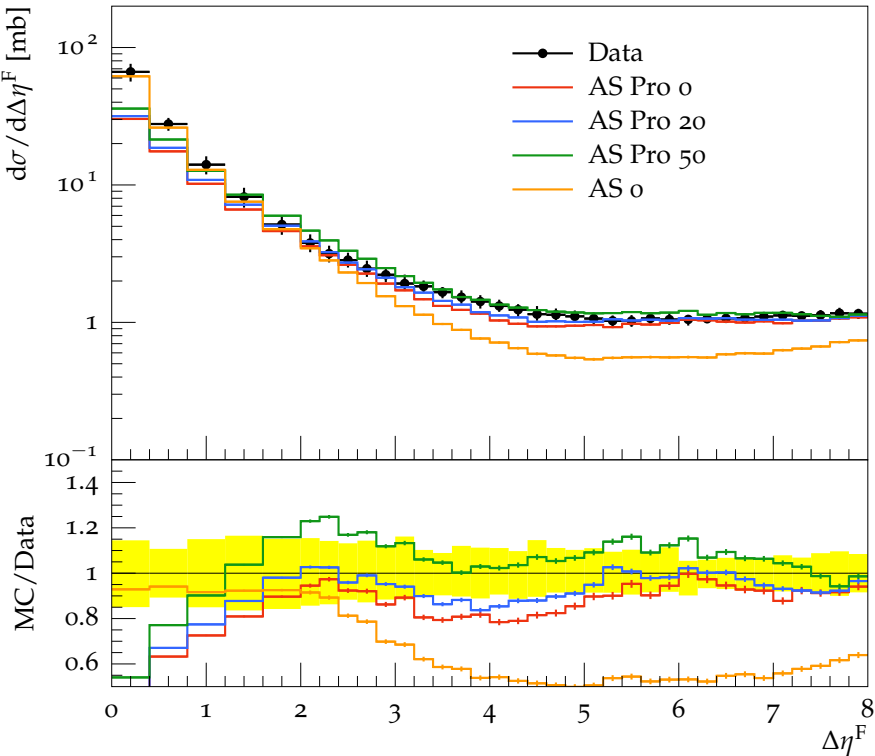 dσ/dΔη^F [mb]
10^2
10^1
1
10^−1
Data
AS Pro 0
AS Pro 20
AS Pro 50
AS 0
MC/Data
1.4
1.2
1
0.8
0.6
0 1 2 3 4 5 6 7 8
Δη^F